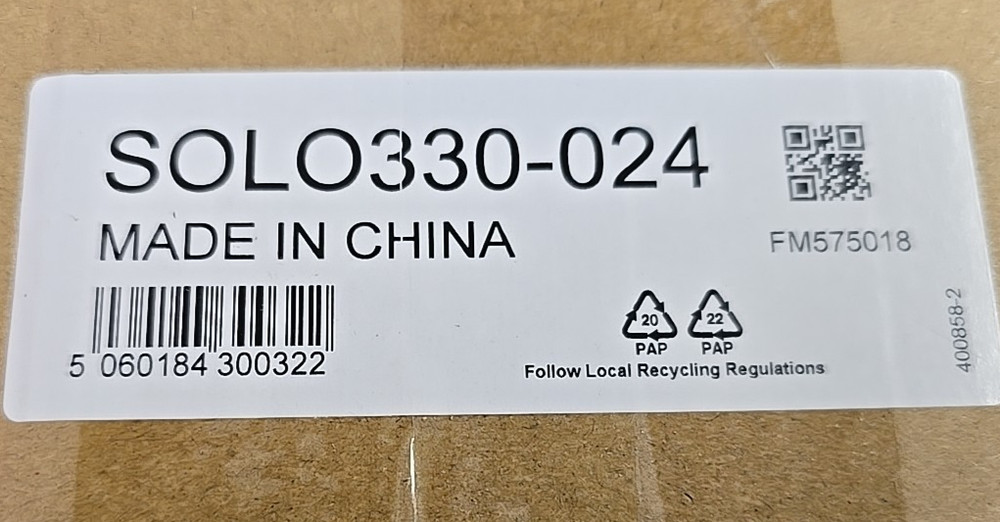 SOLO330-024
MADE IN CHINA
FM575018
5 060184 300322
20 PAP
22 PAP
Follow Local Recycling Regulations
400858-2